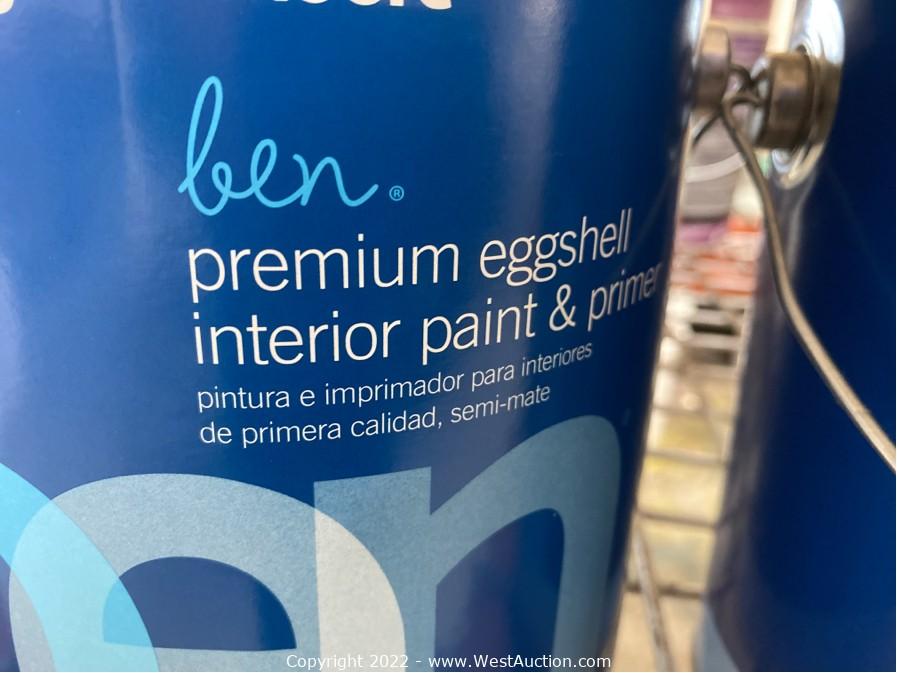 ben®
premium eggshell
interior paint & primer
pintura e imprimador para interiores
de primera calidad, semi-mate
en
Copyright 2022 - www.WestAuction.com